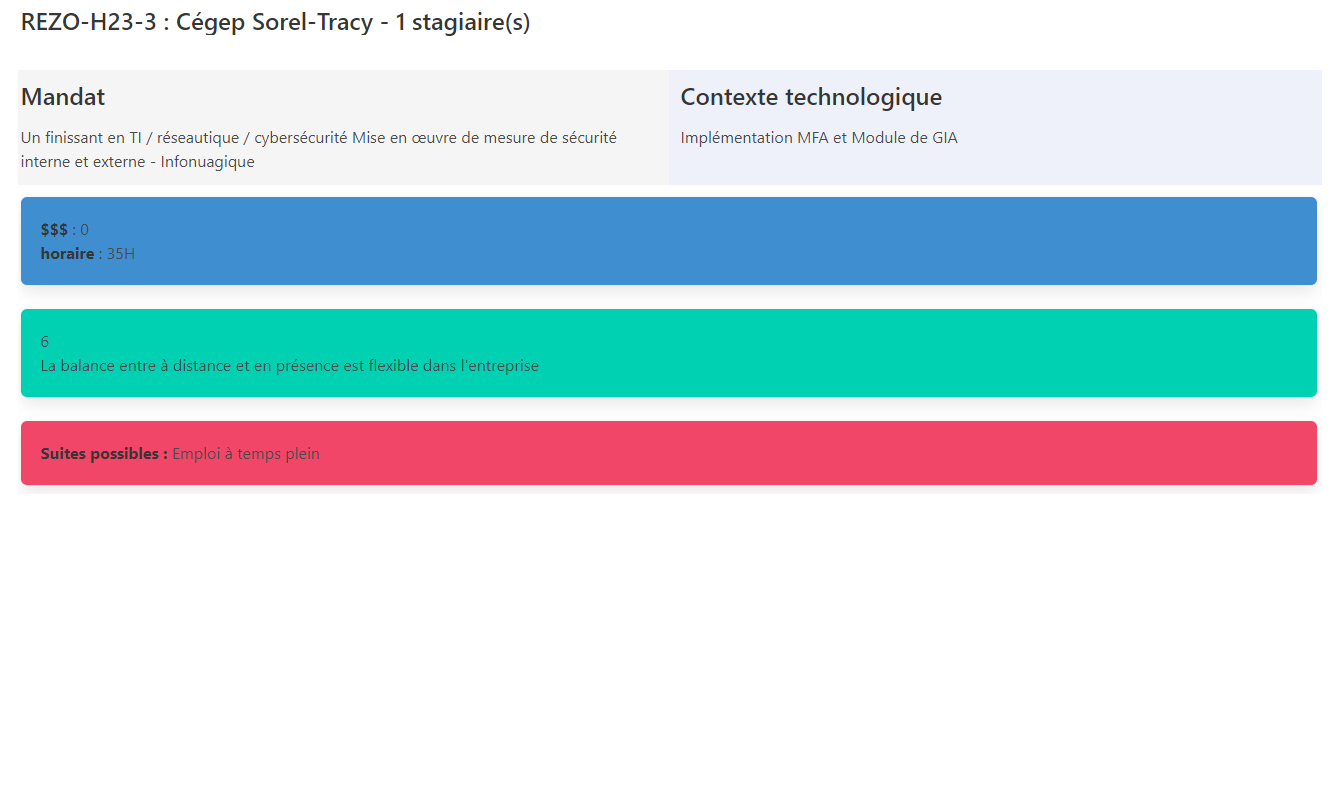 REZO-H23-3 : Cégep Sorel-Tracy - 1 stagiaire(s)
Mandat
Un finissant en TI / réseautique / cybersécurité Mise en œuvre de mesure de sécurité
interne et externe - Infonuagique
Contexte technologique
Implémentation MFA et Module de GIA
$$$ : 0
horaire : 35H
6
La balance entre à distance et en présence est flexible dans l'entreprise
Suites possibles : Emploi à temps plein